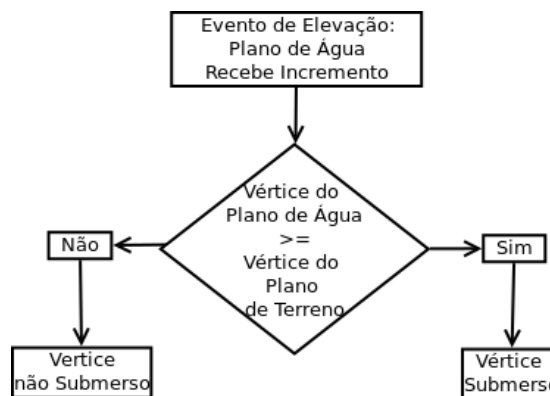 Evento de Elevação:
Plano de Água
Recebe Incremento
Vértice do
Plano de Água
>=
Vértice do
Plano
de Terreno
Não
Sim
Vertice
não Submerso
Vértice
Submerso